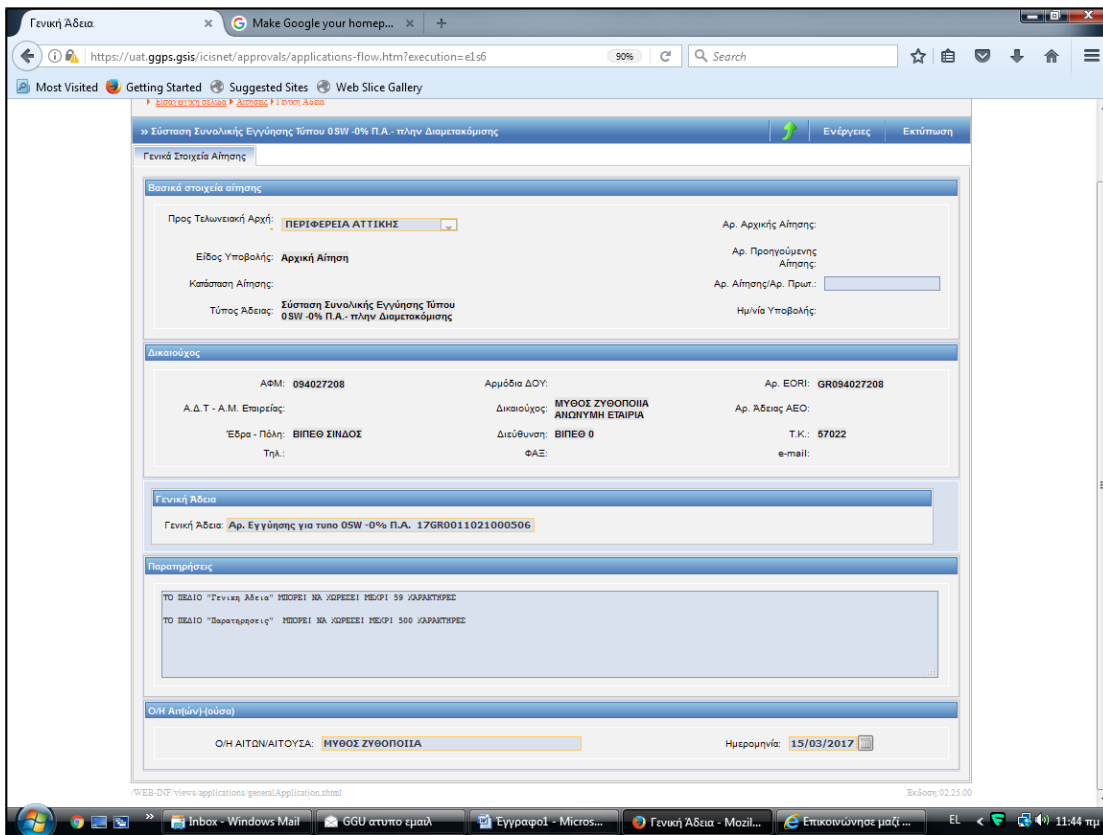 Γενική Άδεια
Make Google your homep...
https://uat.ggps.gsis/icisnet/approvals/applications-flow.htm?execution=e1s6
90%
Search
Most Visited Getting Started Suggested Sites Web Slice Gallery
Εισαγωγική σελίδα Αιτήσεις Γενική Άδεια
» Σύσταση Συνολικής Εγγύησης Τύπου 0SW -0% Π.Α.- πλην Διαμετακόμισης
Ενέργειες Εκτύπωση
Γενικά Στοιχεία Αίτησης
Βασικά στοιχεία αίτησης
Προς Τελωνειακή Αρχή: ΠΕΡΙΦΕΡΕΙΑ ΑΤΤΙΚΗΣ
Αρ. Αρχικής Αίτησης:
Είδος Υποβολής: Αρχική Αίτηση
Αρ. Προηγούμενης
Αίτησης:
Κατάσταση Αίτησης:
Αρ. Αίτησης/Αρ. Πρωτ.:
Τύπος Άδειας: Σύσταση Συνολικής Εγγύησης Τύπου
0SW -0% Π.Α.- πλην Διαμετακόμισης
Ημ/νία Υποβολής:
Δικαιούχος
ΑΦΜ: 094027208 Αρμόδια ΔΟΥ: Αρ. EORI: GR094027208
Α.Δ.Τ - Α.Μ. Εταιρείας: Δικαιούχος: ΜΥΘΟΣ ΖΥΘΟΠΟΙΙΑ
ΑΝΩΝΥΜΗ ΕΤΑΙΡΙΑ
Αρ. Άδειας ΑΕΟ:
Έδρα - Πόλη: ΒΙΠΕΘ ΣΙΝΔΟΣ Διεύθυνση: ΒΙΠΕΘ 0 Τ.Κ.: 57022
Τηλ.: ΦΑΞ: e-mail:
Γενική Άδεια
Γενική Άδεια: Αρ. Εγγύησης για τυπο 0SW -0% Π.Α. 17GR0011021000506
Παρατηρήσεις
ΤΟ ΠΕΔΙΟ "Γενικη Αδεια" ΜΠΟΡΕΙ ΝΑ ΧΩΡΕΣΕΙ ΜΕΧΡΙ 59 ΧΑΡΑΚΤΗΡΕΣ
ΤΟ ΠΕΔΙΟ "Παρατηρησεις" ΜΠΟΡΕΙ ΝΑ ΧΩΡΕΣΕΙ ΜΕΧΡΙ 500 ΧΑΡΑΚΤΗΡΕΣ
Ο/Η Αιτ(ών)-(ούσα)
Ο/Η ΑΙΤΩΝ/ΑΙΤΟΥΣΑ: ΜΥΘΟΣ ΖΥΘΟΠΟΙΙΑ Ημερομηνία: 15/03/2017
/WEB-INF/views/applications/generalApplication.xhtml Έκδοση:02.25.00
Inbox - Windows Mail GGU ατυπο εμαιλ Έγγραφο1 - Micros... Γενική Άδεια - Mozil... Επικοινώνησε μαζί ... EL 11:44 πμ